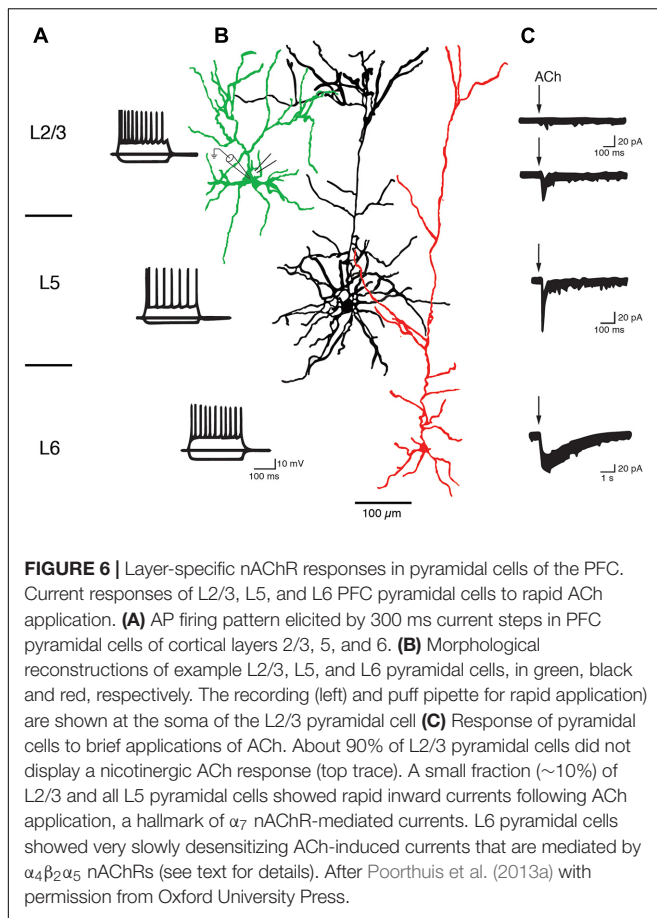 A
B
C
ACh
L2/3
20 pA
100 ms
L5
20 pA
100 ms
L6
10 mV
100 ms
20 pA
1 s
100 µm
FIGURE 6 | Layer-specific nAChR responses in pyramidal cells of the PFC.
Current responses of L2/3, L5, and L6 PFC pyramidal cells to rapid ACh
application. (A) AP firing pattern elicited by 300 ms current steps in PFC
pyramidal cells of cortical layers 2/3, 5, and 6. (B) Morphological
reconstructions of example L2/3, L5, and L6 pyramidal cells, in green, black
and red, respectively. The recording (left) and puff pipette for rapid application)
are shown at the soma of the L2/3 pyramidal cell (C) Response of pyramidal
cells to brief applications of ACh. About 90% of L2/3 pyramidal cells did not
display a nicotinergic ACh response (top trace). A small fraction (~10%) of
L2/3 and all L5 pyramidal cells showed rapid inward currents following ACh
application, a hallmark of α7 nAChR-mediated currents. L6 pyramidal cells
showed very slowly desensitizing ACh-induced currents that are mediated by
α4β2α5 nAChRs (see text for details). After Poorthuis et al. (2013a) with
permission from Oxford University Press.